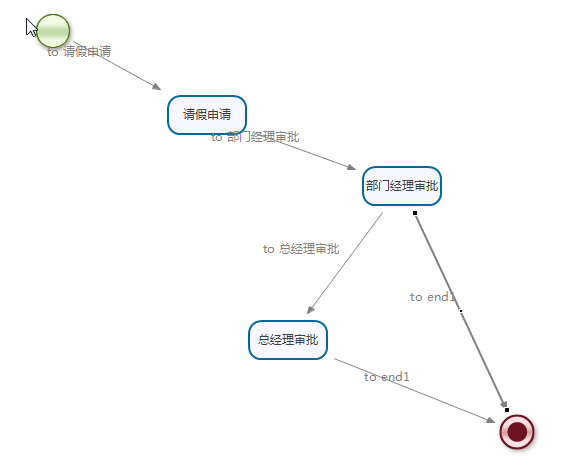 to 请假申请
请假申请
to 部门经理审批
部门经理审批
to 总经理审批
to end1
总经理审批
to end1